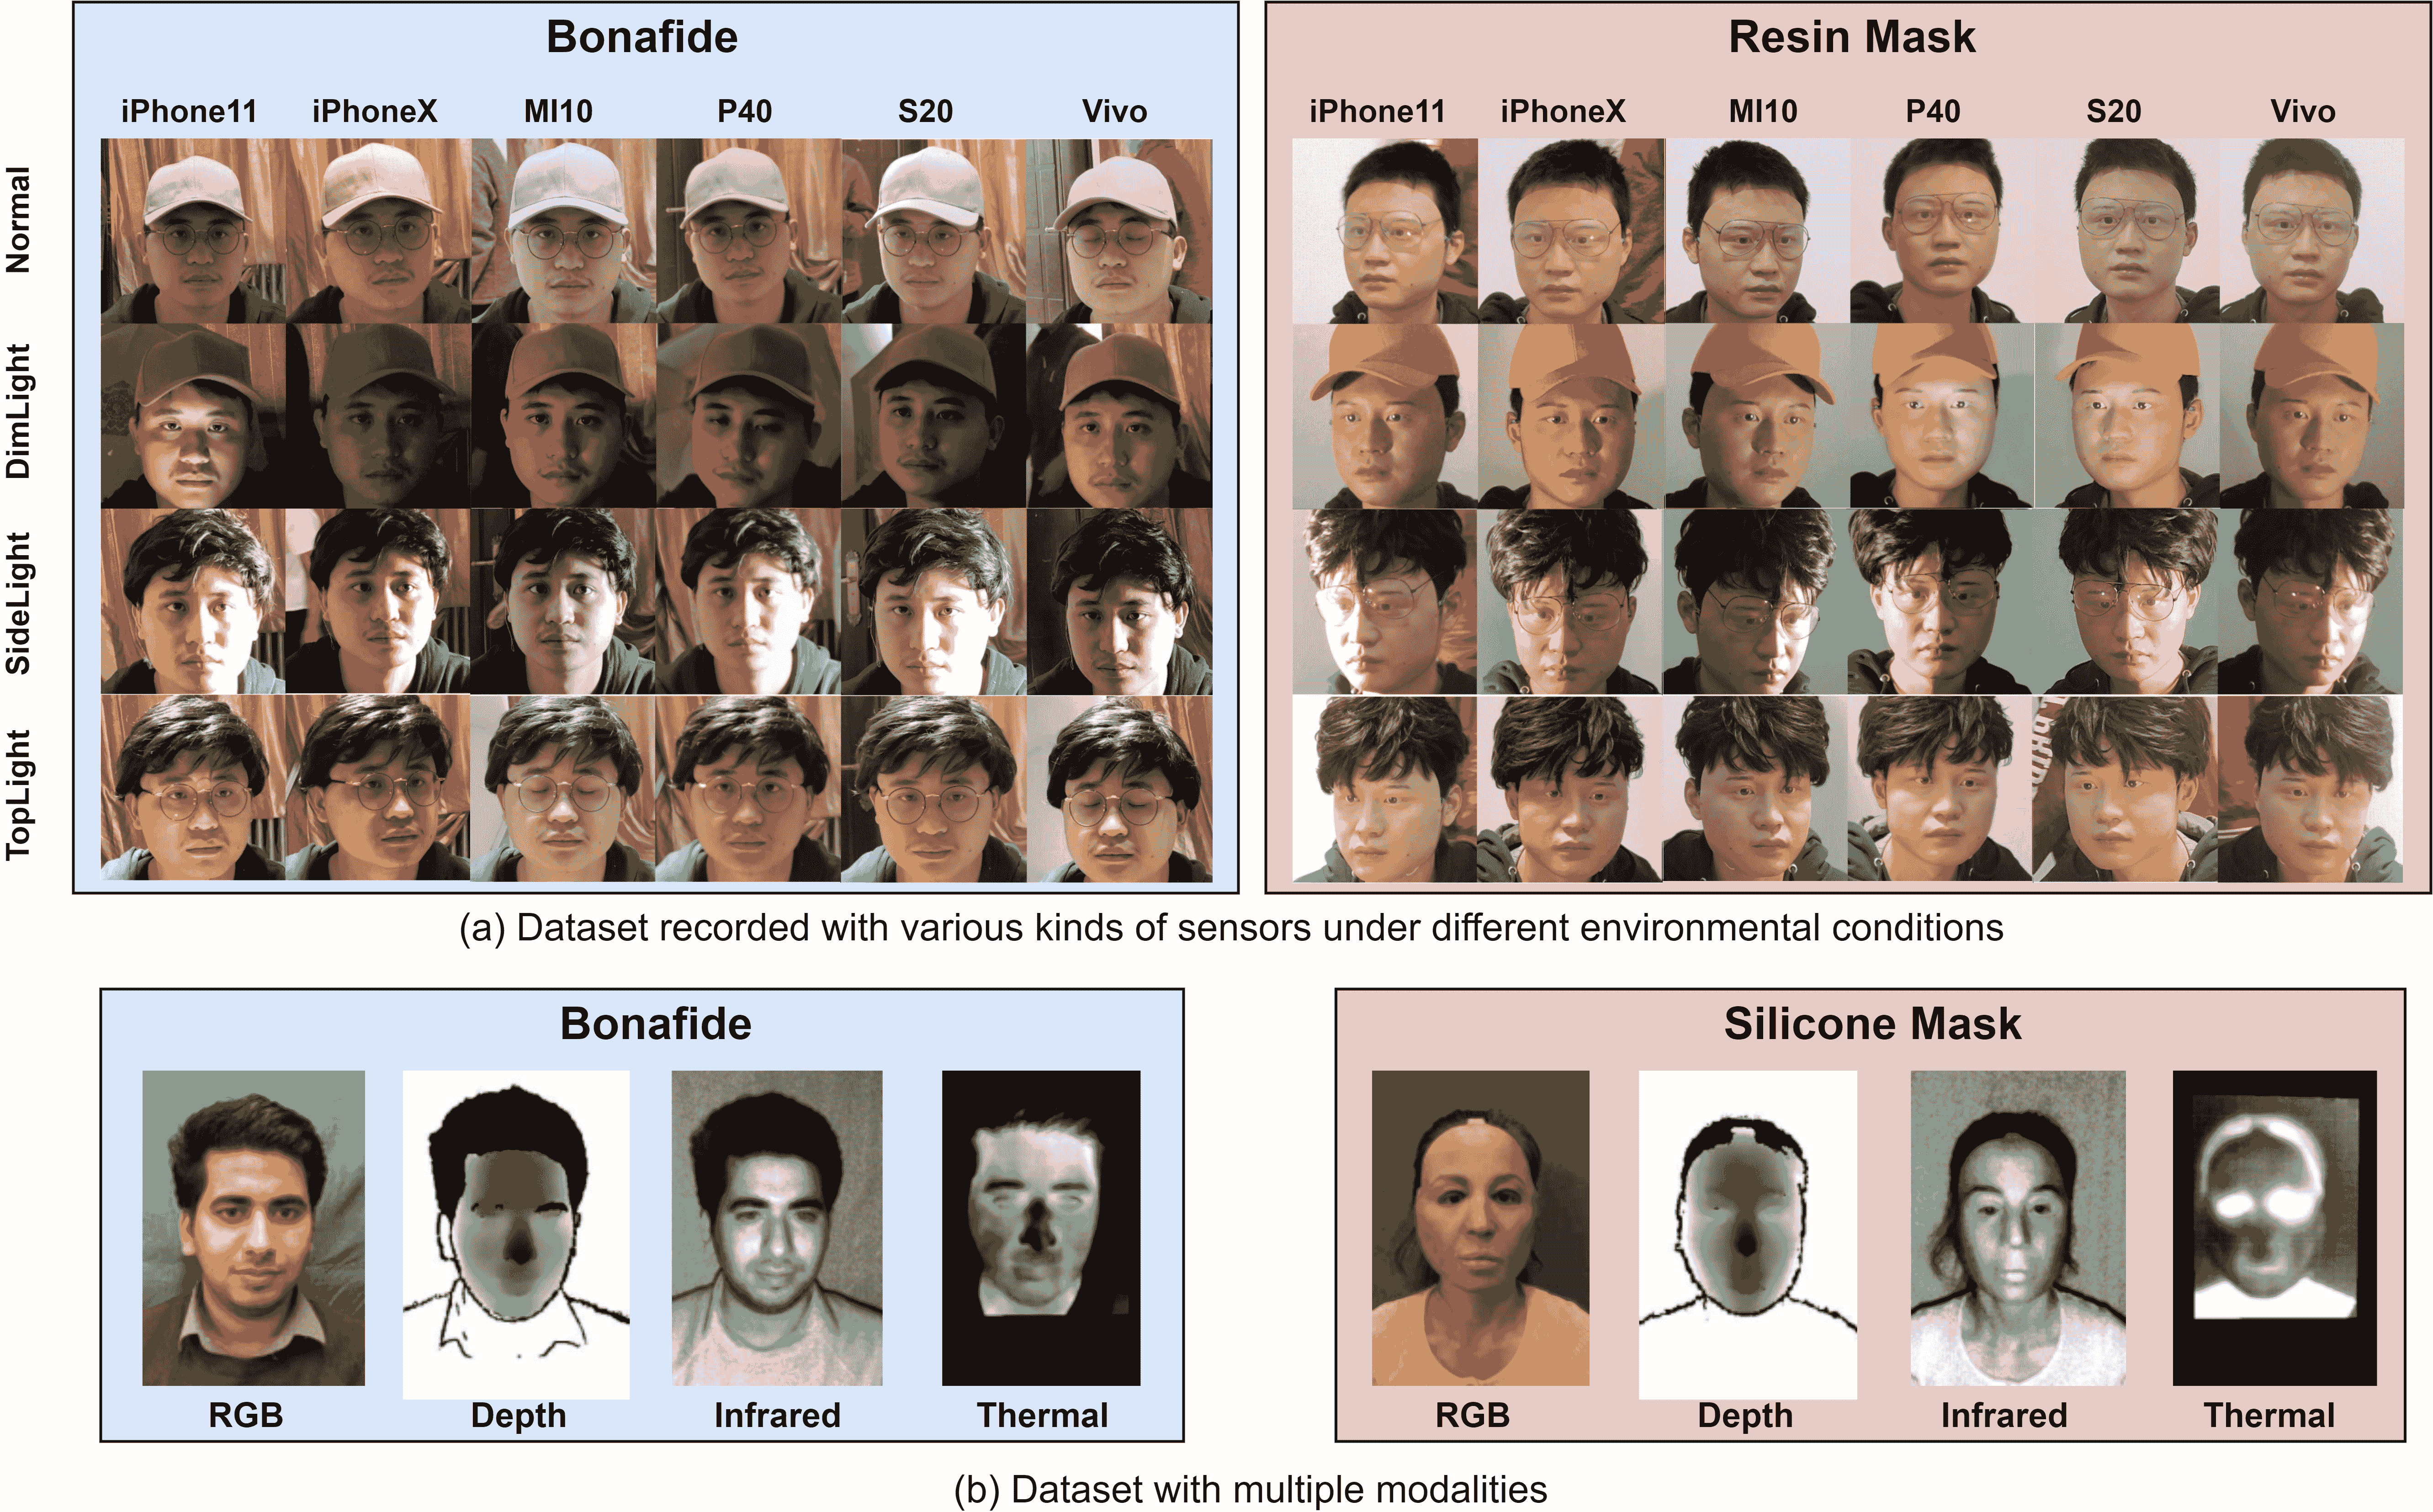 Bonafide
iPhone11 iPhoneX MI10 P40 S20 Vivo
Normal
DimLight
SideLight
TopLight
Resin Mask
iPhone11 iPhoneX MI10 P40 S20 Vivo
(a) Dataset recorded with various kinds of sensors under different environmental conditions
Bonafide
RGB Depth Infrared Thermal
Silicone Mask
RGB Depth Infrared Thermal
(b) Dataset with multiple modalities